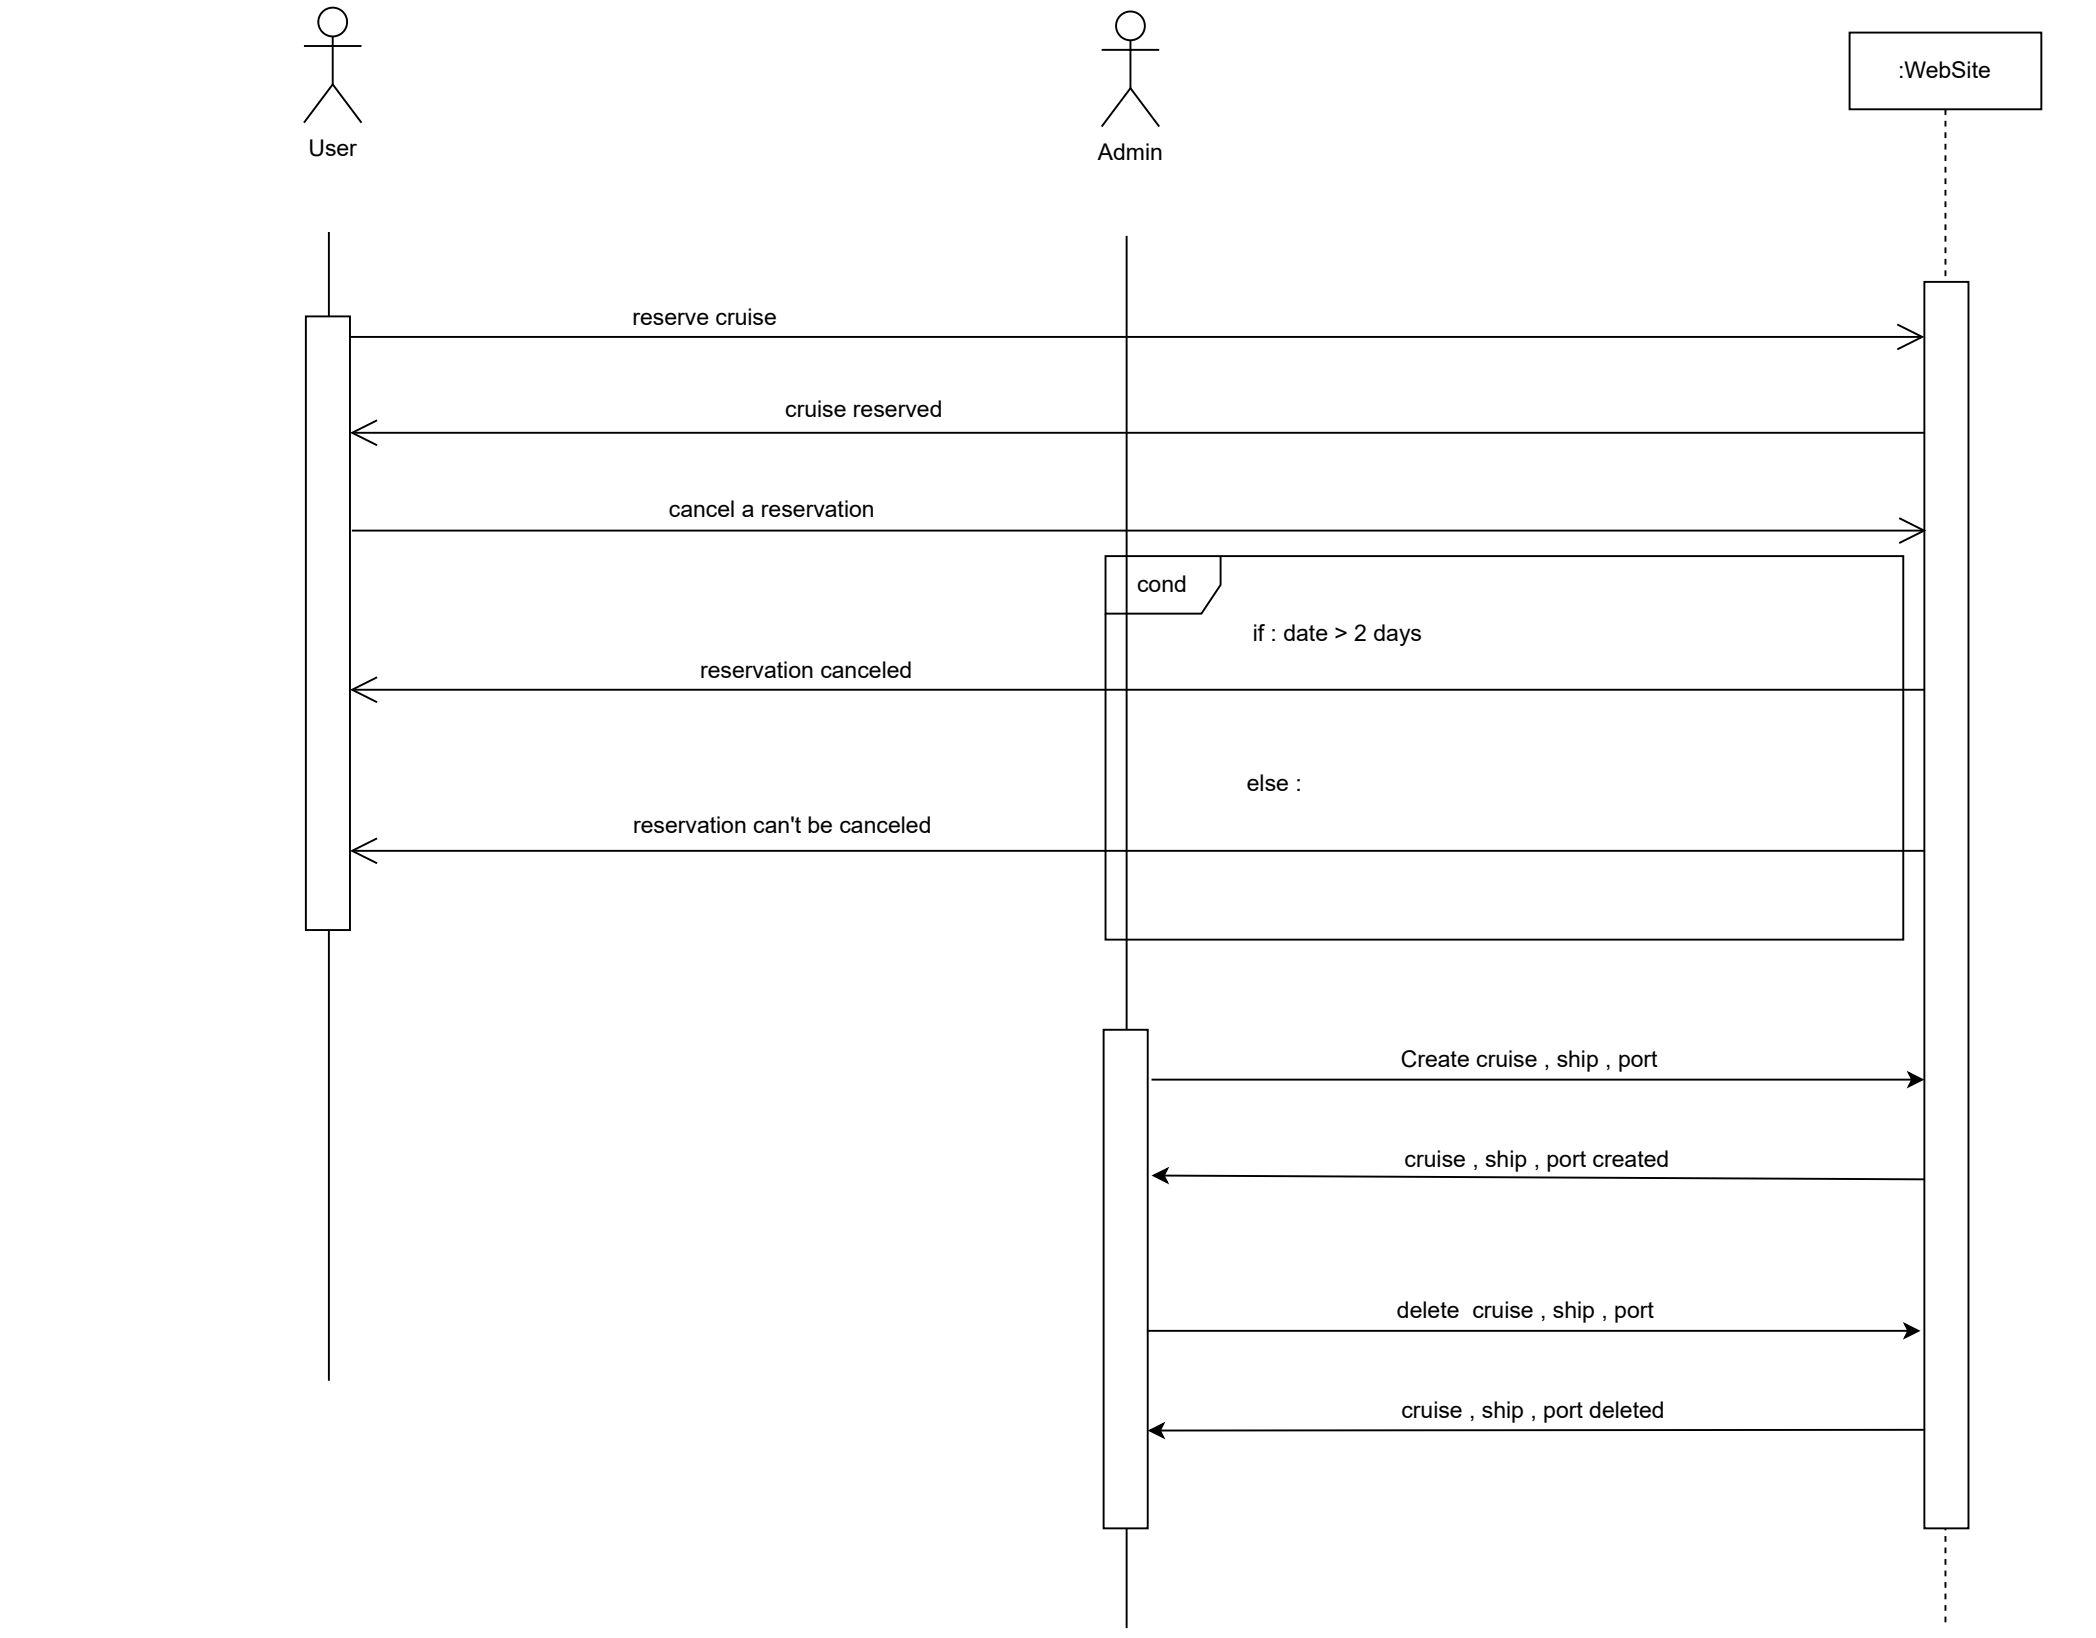 User
Admin
:WebSite
reserve cruise
cruise reserved
cancel a reservation
cond
if : date > 2 days
reservation canceled
else :
reservation can't be canceled
Create cruise , ship , port
cruise , ship , port created
delete  cruise , ship , port
cruise , ship , port deleted